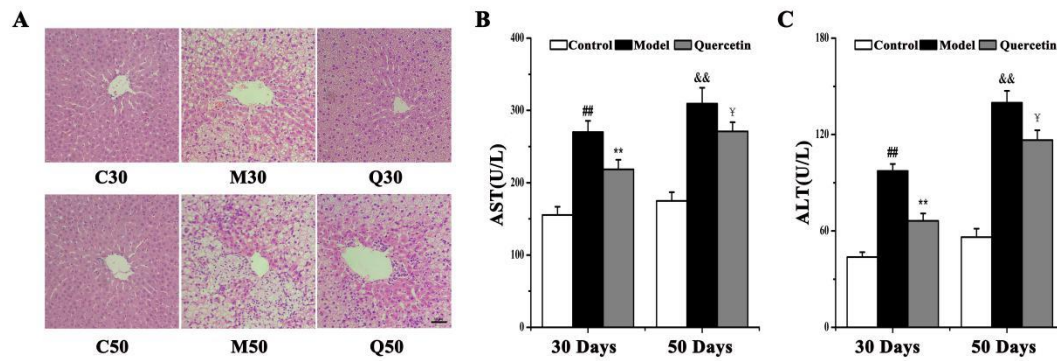 A
C30 M30 Q30
C50 M50 Q50
B
AST(U/L)
400
300
200
100
0
Control Model Quercetin
##
**
&&
¥
30 Days 50 Days
C
ALT(U/L)
180
120
60
0
Control Model Quercetin
##
**
&&
¥
30 Days 50 Days